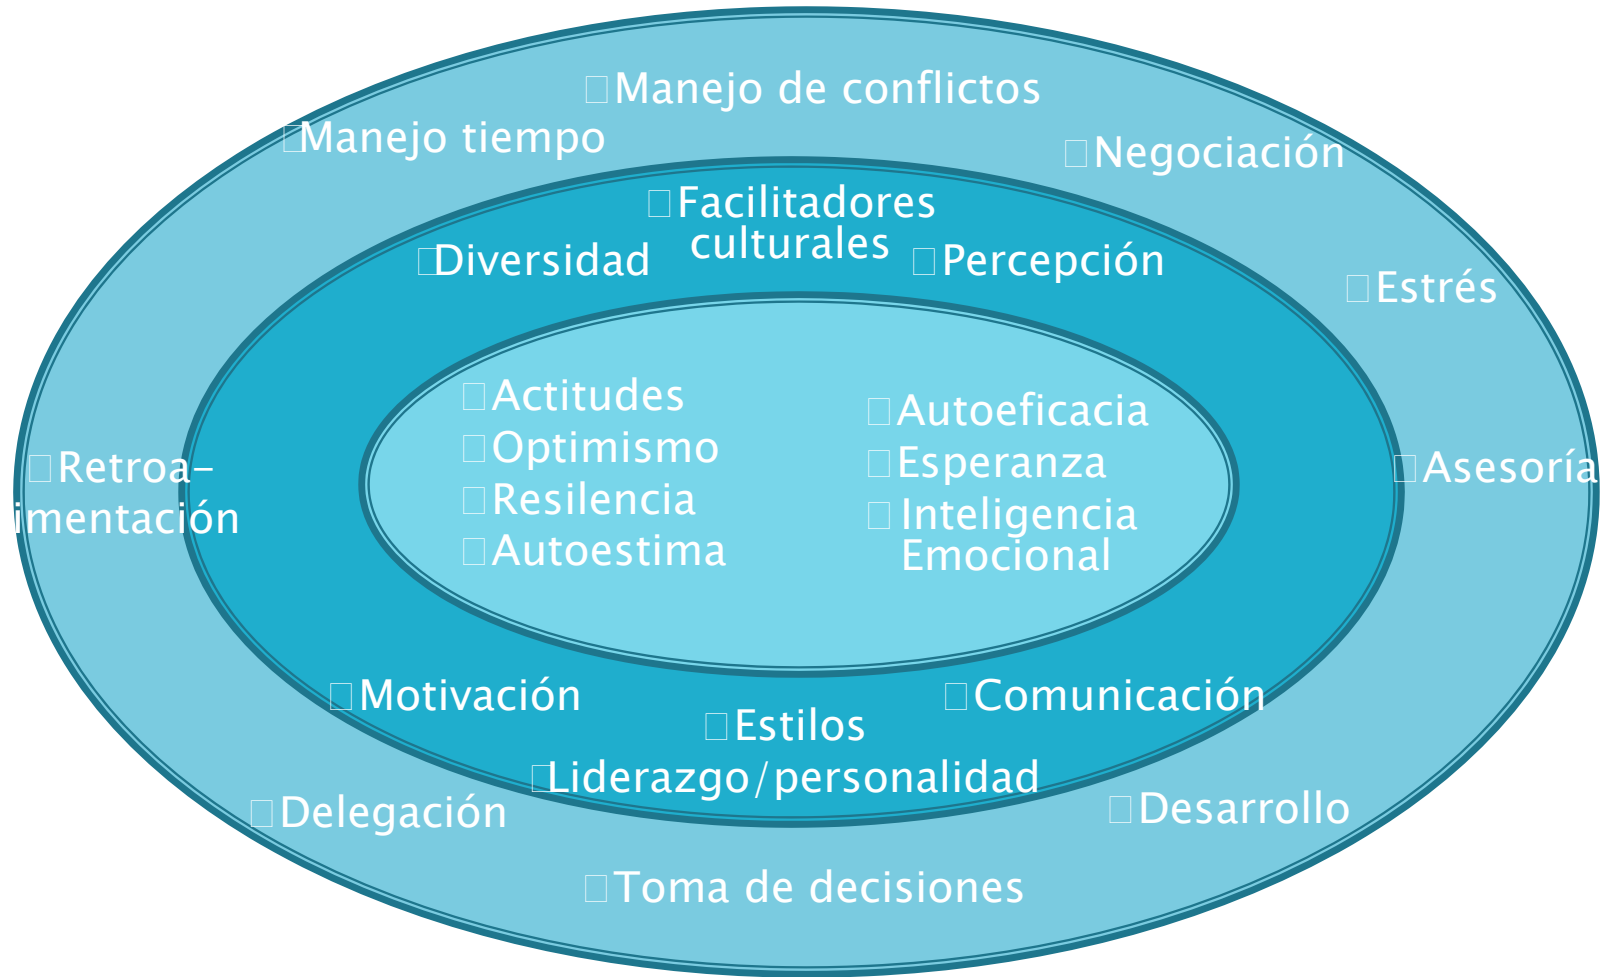 Manejo de conflictos
Manejo tiempo
Negociación
Facilitadores
culturales
Diversidad
Percepción
Estrés
Actitudes
Optimismo
Resilencia
Autoestima
Autoeficacia
Esperanza
Inteligencia
Emocional
Retroa-
imentación
Asesoría
Motivación
Comunicación
Estilos
Liderazgo/personalidad
Delegación
Desarrollo
Toma de decisiones